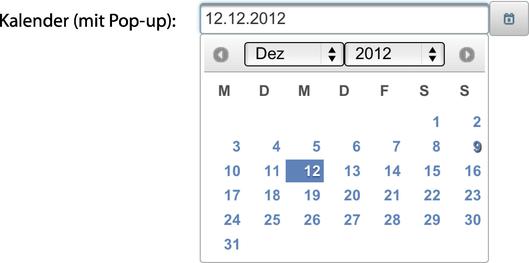 Kalender (mit Pop-up): 12.12.2012
Dez 2012
M D M D F S S
1 2
3 4 5 6 7 8 9
10 11 12 13 14 15 16
17 18 19 20 21 22 23
24 25 26 27 28 29 30
31